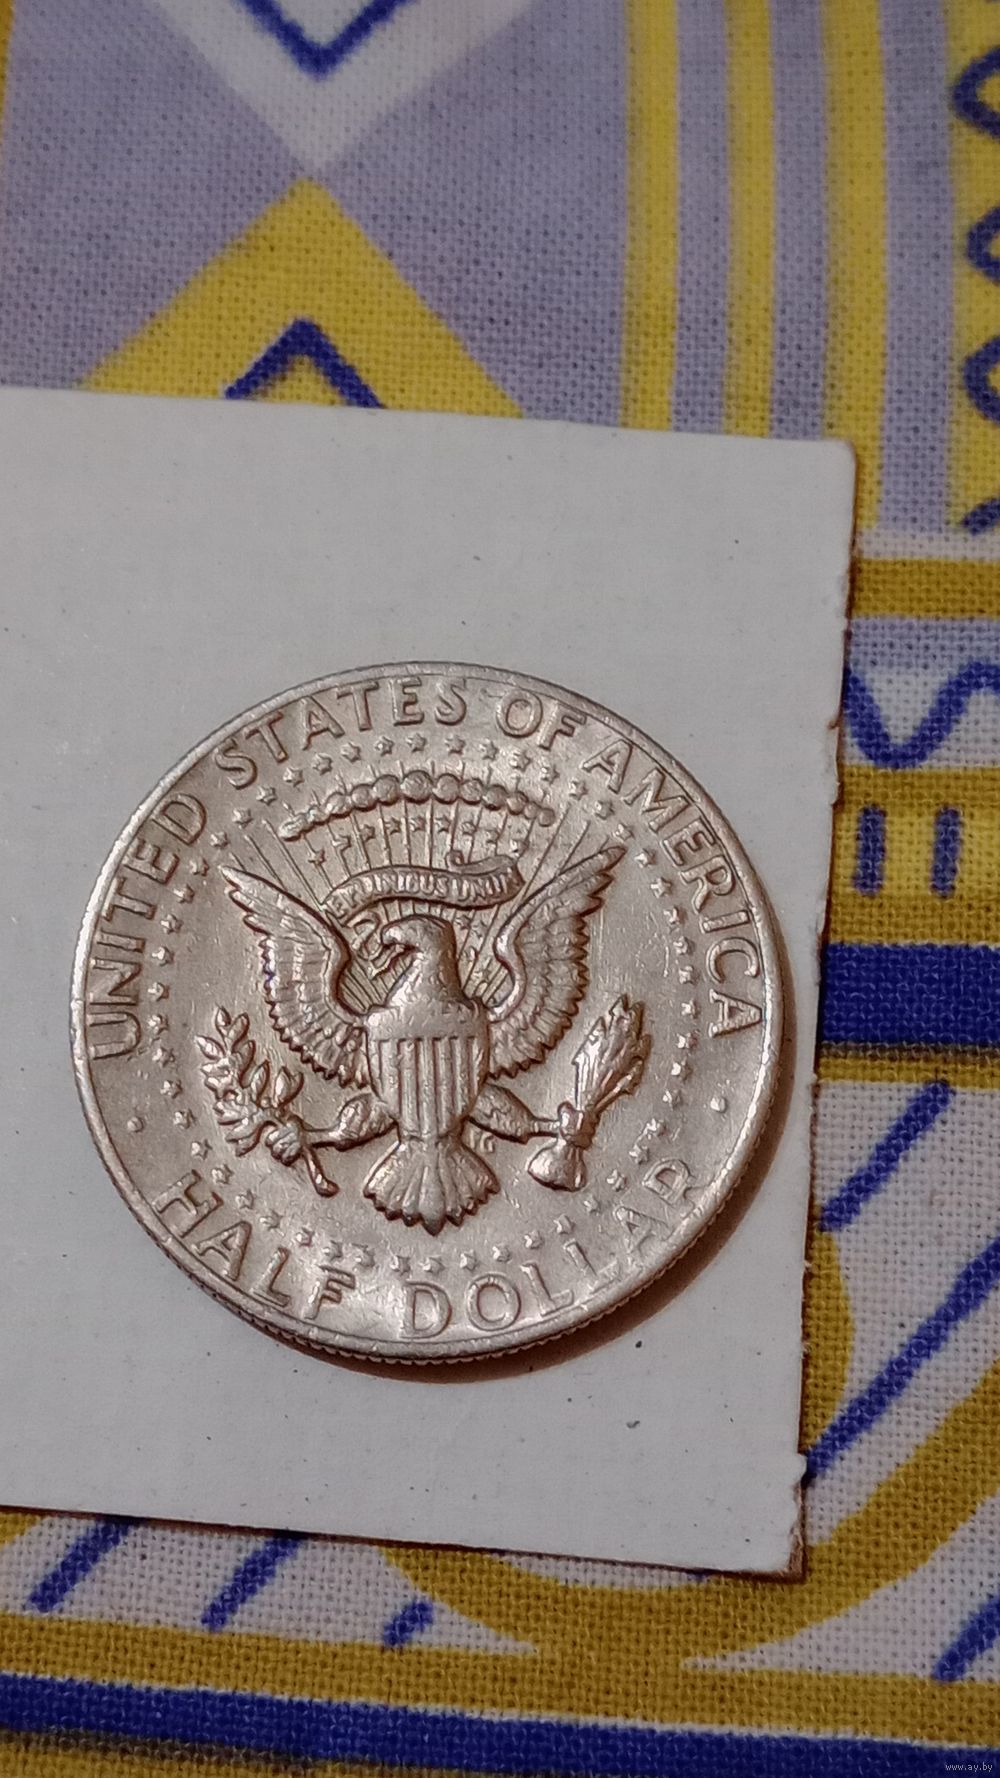 UNITED STATES OF AMERICA
E PLURIBUS UNUM
HALF DOLLAR
www.ay.by